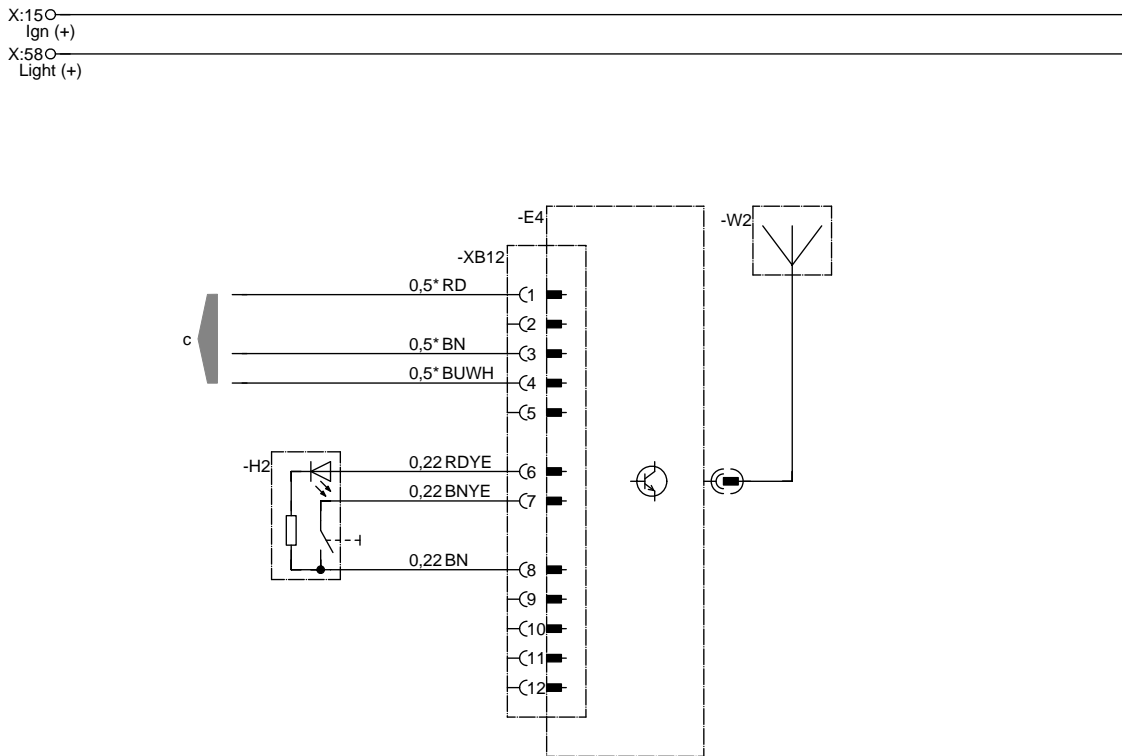 X:15
Ign (+)
X:58
Light (+)
-E4
-W2
-XB12
0,5* RD
1
2
c
0,5* BN
3
0,5* BUWH
4
5
-H2
0,22 RDYE
6
0,22 BNYE
7
0,22 BN
8
9
10
11
12